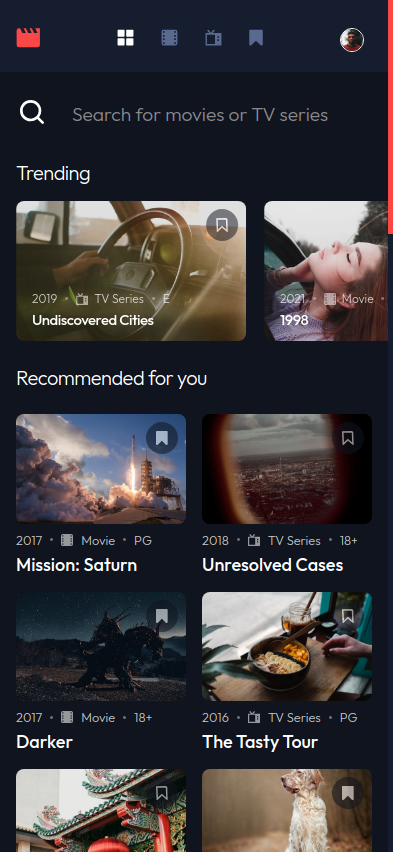 Search for movies or TV series
Trending
2019 • TV Series • E
Undiscovered Cities
2021 • Movie •
1998
Recommended for you
2017 • Movie • PG
Mission: Saturn
2018 • TV Series • 18+
Unresolved Cases
2017 • Movie • 18+
Darker
2016 • TV Series • PG
The Tasty Tour